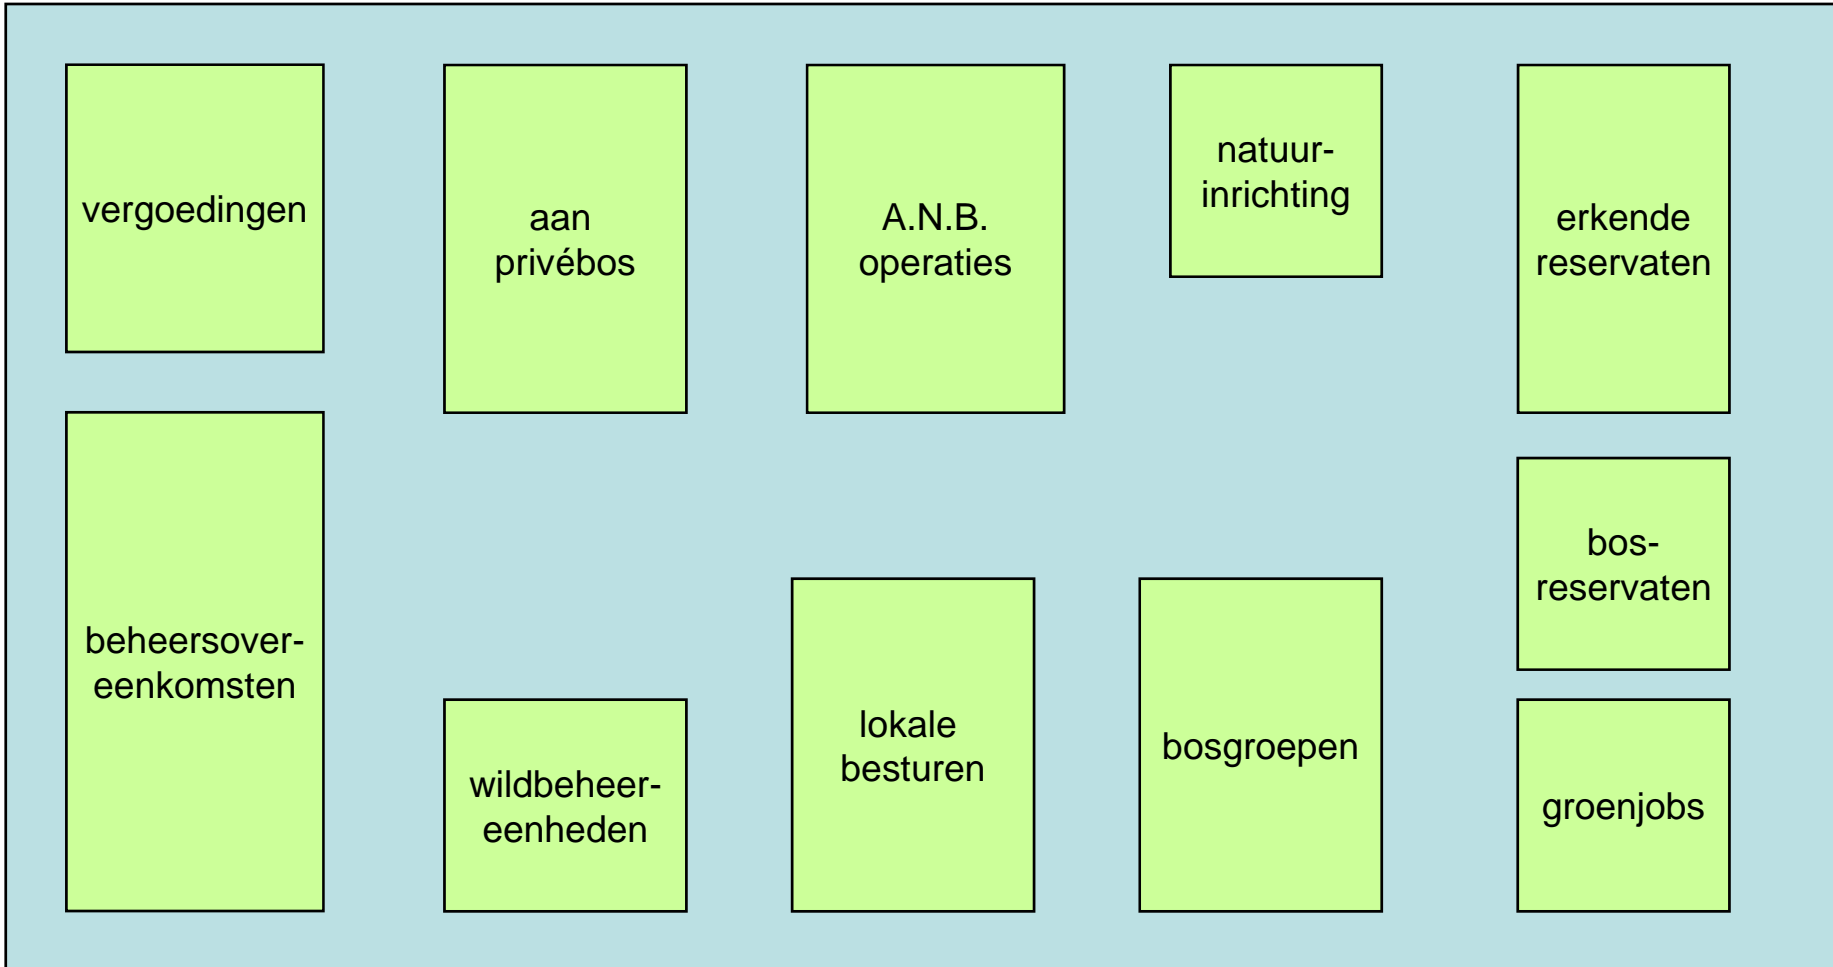 vergoedingen
aan
privébos
A.N.B.
operaties
natuur-
inrichting
erkende
reservaten
beheersover-
eenkomsten
wildbeheer-
eenheden
lokale
besturen
bosgroepen
bos-
reservaten
groenjobs